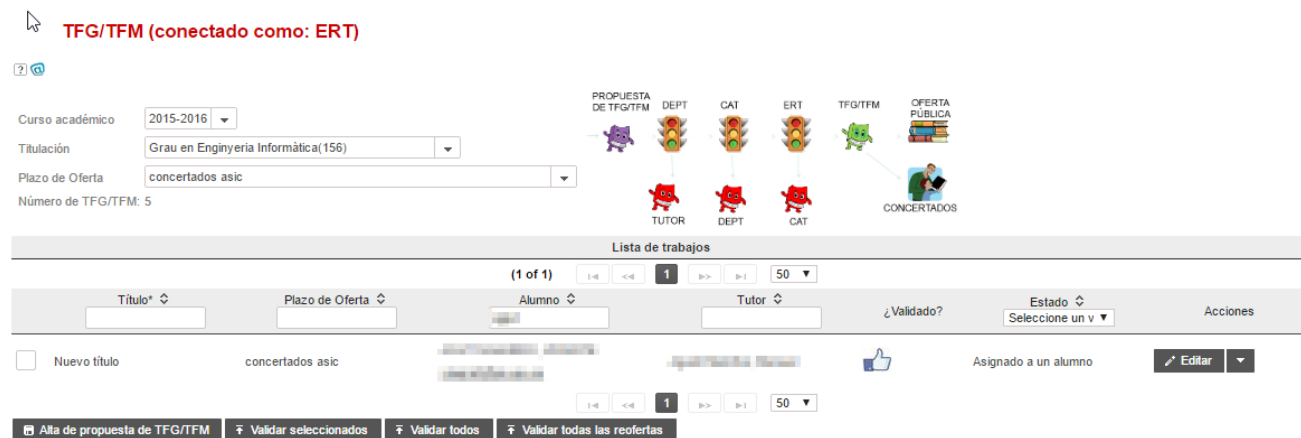 TFG/TFM (conectado como: ERT)
?
PROPUESTA DE TFG/TFM
DEPT
CAT
ERT
TFG/TFM
OFERTA PÚBLICA
Curso académico 2015-2016
Titulación Grau en Enginyeria Informàtica(156)
Plazo de Oferta concertados asic
Número de TFG/TFM: 5
TUTOR
DEPT
CAT
CONCERTADOS
Lista de trabajos
(1 of 1) 1 50
Título* Plazo de Oferta Alumno Tutor ¿Validado? Estado Acciones
Seleccione un v
Nuevo título concertados asic Asignado a un alumno Editar
1 50
Alta de propuesta de TFG/TFM Validar seleccionados Validar todos Validar todas las reofertas